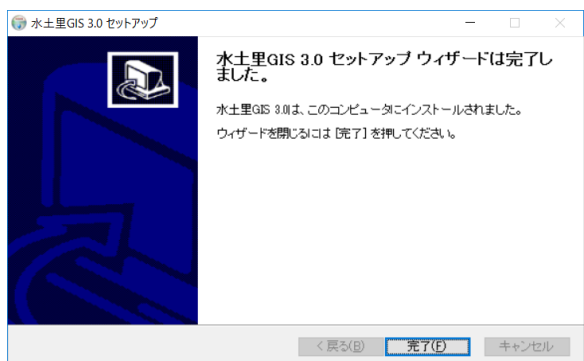 水土里GIS 3.0 セットアップ
水土里GIS 3.0 セットアップ ウィザードは完了し
ました。
水土里GIS 3.0は、このコンピュータにインストールされました。
ウィザードを閉じるには [完了] を押してください。
< 戻る(B)
完了(F)
キャンセル